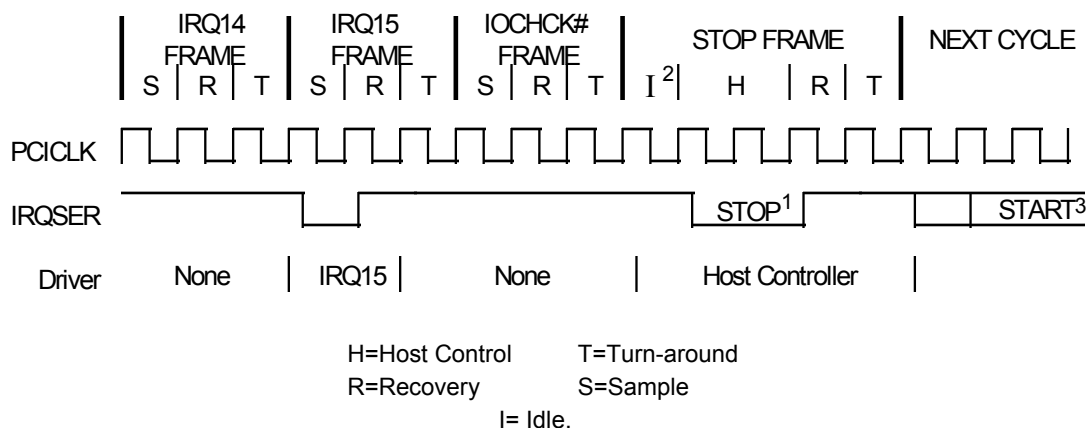 IRQ14 FRAME
IRQ15 FRAME
IOCHCK# FRAME
STOP FRAME
NEXT CYCLE
S R T S R T S R T I 2 H R T
PCICLK
IRQSER STOP1 START3
Driver None IRQ15 None Host Controller
H=Host Control T=Turn-around
R=Recovery S=Sample
I= Idle.